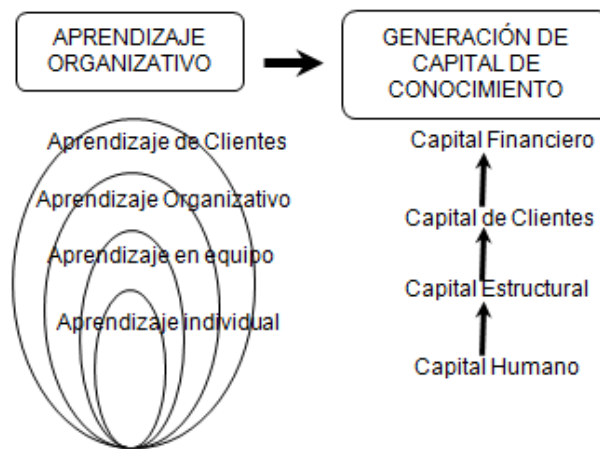 APRENDIZAJE
ORGANIZATIVO
GENERACIÓN DE
CAPITAL DE
CONOCIMIENTO
Aprendizaje de Clientes
Aprendizaje Organizativo
Aprendizaje en equipo
Aprendizaje individual
Capital Financiero
Capital de Clientes
Capital Estructural
Capital Humano